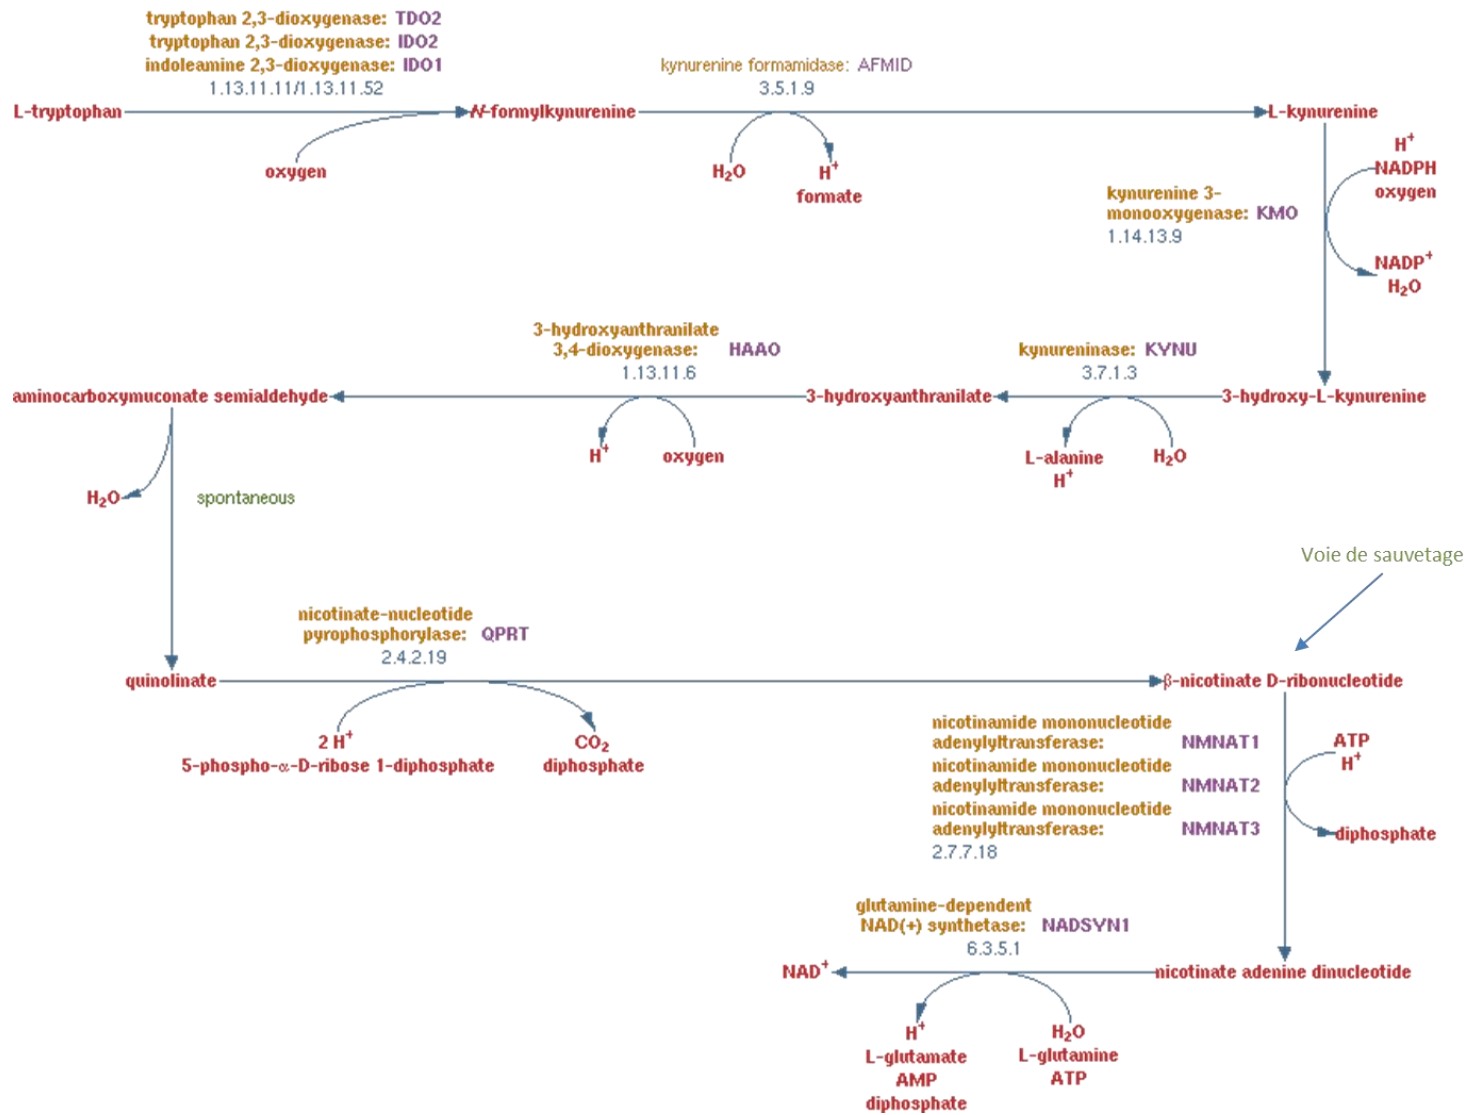 tryptophan 2,3-dioxygenase: TDO2
tryptophan 2,3-dioxygenase: IDO2
indoleamine 2,3-dioxygenase: IDO1
1.13.11.11/1.13.11.52
kynurenine formamidase: AFMID
3.5.1.9
L-tryptophan
N-formylkynurenine
L-kynurenine
oxygen
H2O
H+
formate
H+
NADPH
oxygen
kynurenine 3-
monooxygenase: KMO
1.14.13.9
NADP+
H2O
3-hydroxyanthranilate
3,4-dioxygenase: HAAO
1.13.11.6
kynureninase: KYNU
3.7.1.3
aminocarboxymuconate semialdehyde
3-hydroxyanthranilate
3-hydroxy-L-kynurenine
H+
oxygen
L-alanine
H+
H2O
H2O
spontaneous
Voie de sauvetage
nicotinate-nucleotide
pyrophosphorylase: QPRT
2.4.2.19
quinolinate
β-nicotinate D-ribonucleotide
2 H+
5-phospho-α-D-ribose 1-diphosphate
CO2
diphosphate
nicotinamide mononucleotide
adenylyltransferase: NMNAT1
nicotinamide mononucleotide
adenylyltransferase: NMNAT2
nicotinamide mononucleotide
adenylyltransferase: NMNAT3
2.7.7.18
ATP
H+
diphosphate
glutamine-dependent
NAD(+) synthetase: NADSYN1
6.3.5.1
NAD+
nicotinate adenine dinucleotide
H+
L-glutamate
AMP
diphosphate
H2O
L-glutamine
ATP